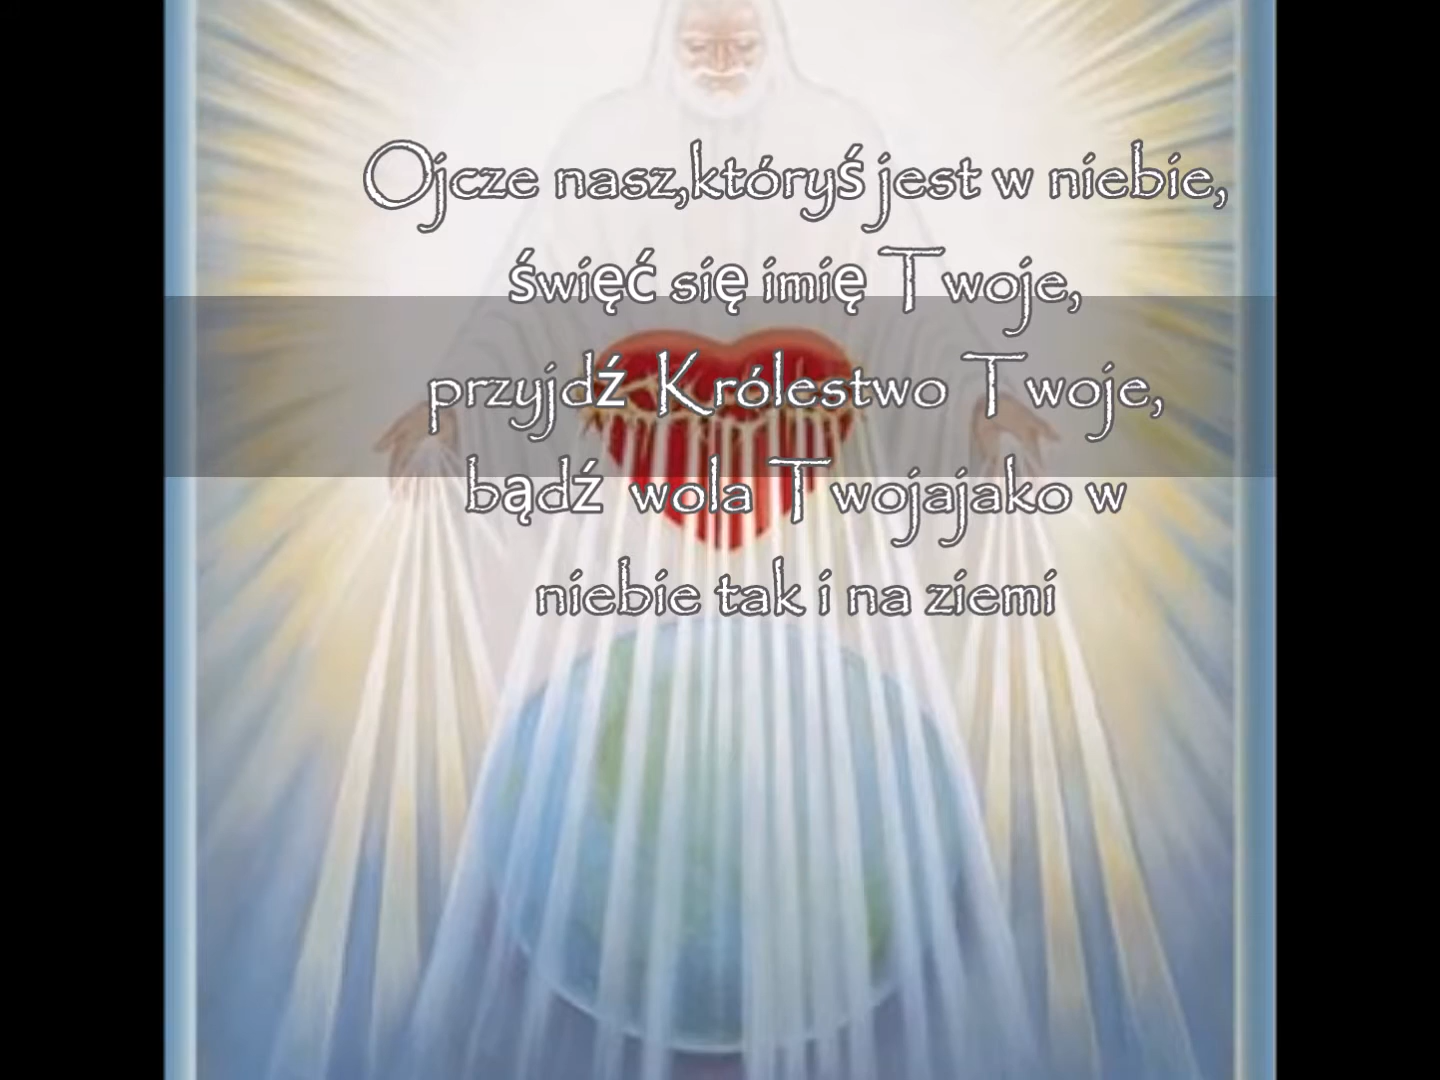 Ojcze nasz,któryś jest w niebie,
święć się imię Twoje,
przyjdź Królestwo Twoje,
bądź wola Twojajako w
niebie tak i na ziemi